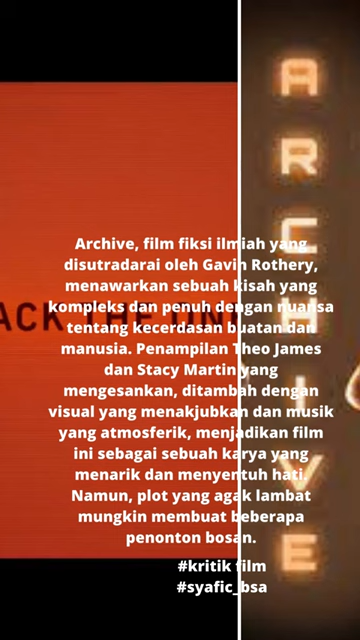 ARCHIVE
ACK THE ON
Archive, film fiksi ilmiah yang
disutradarai oleh Gavin Rothery,
menawarkan sebuah kisah yang
kompleks dan penuh dengan nuansa
tentang kecerdasan buatan dan
manusia. Penampilan Theo James
dan Stacy Martin yang
mengesankan, ditambah dengan
visual yang menakjubkan dan musik
yang atmosferik, menjadikan film
ini sebagai sebuah karya yang
menarik dan menyentuh hati.
Namun, plot yang agak lambat
mungkin membuat beberapa
penonton bosan.
#kritik film
#syafic_bsa